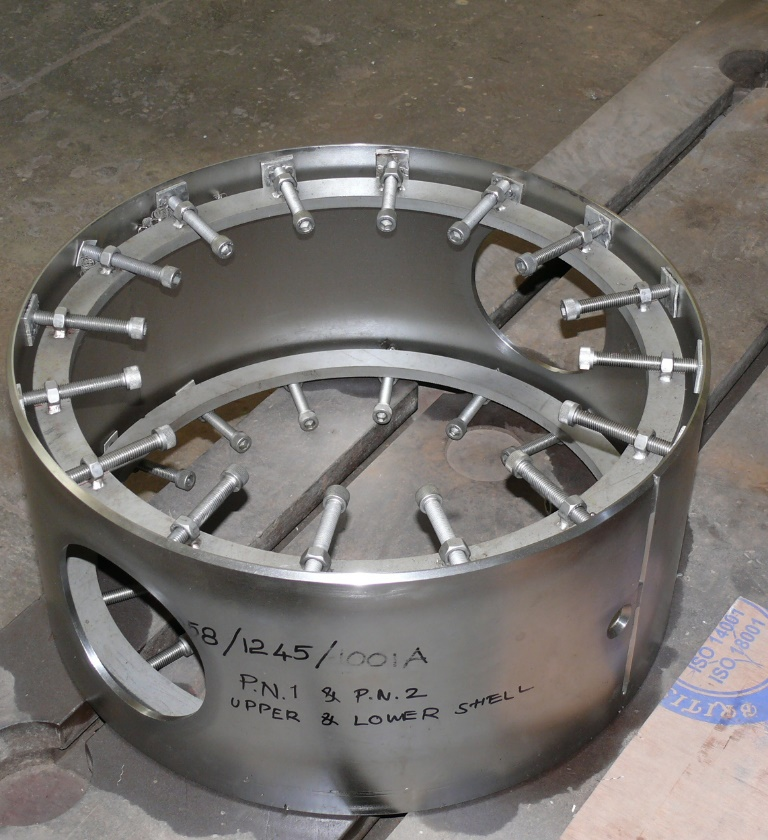 58/1245/1001A
P.N.1 & P.N.2
UPPER & LOWER SHELL
ISO 14001
ISO 18001